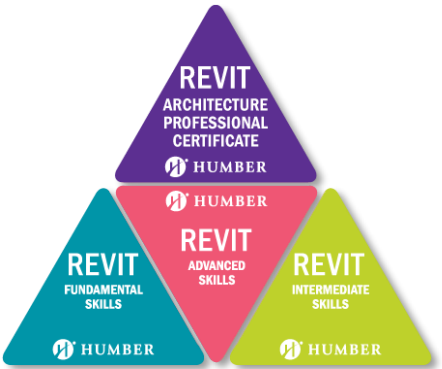 REVIT
ARCHITECTURE
PROFESSIONAL
CERTIFICATE
HUMBER
HUMBER
REVIT
ADVANCED
SKILLS
REVIT
FUNDAMENTAL
SKILLS
HUMBER
REVIT
INTERMEDIATE
SKILLS
HUMBER